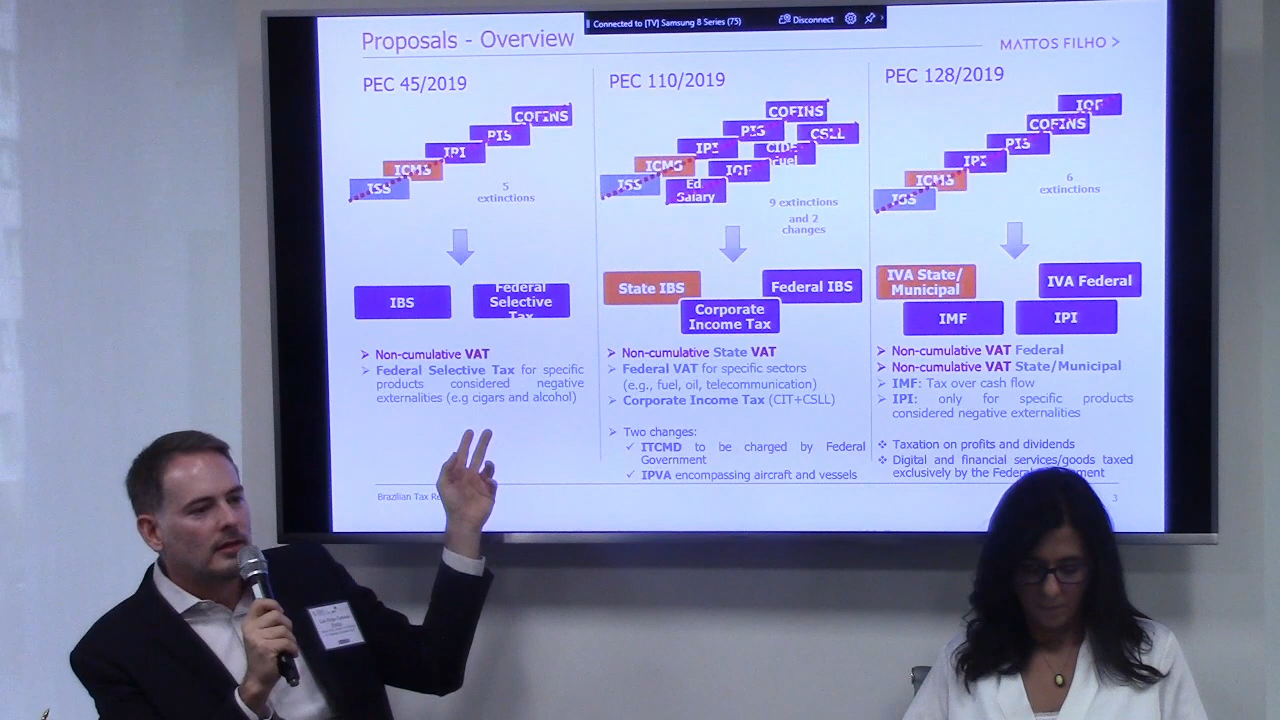 Connected to [TV] Samsung 8 Series (75)
Disconnect
Proposals - Overview
MATTOS FILHO >
PEC 45/2019
COFINS
PIS
IPI
ICMS
ISS
5
extinctions
IBS
Federal
Selective
Tax
Non-cumulative VAT
Federal Selective Tax for specific
products considered negative
externalities (e.g cigars and alcohol)
PEC 110/2019
COFINS
PIS
CSLL
IPI
CIDE
fuel
ICMS
IOF
ISS
Ed.
Salary
9 extinctions
and 2
changes
State IBS
Federal IBS
Corporate
Income Tax
Non-cumulative State VAT
Federal VAT for specific sectors
(e.g., fuel, oil, telecommunication)
Corporate Income Tax (CIT+CSLL)
Two changes:
ITCMD to be charged by Federal
Government
IPVA encompassing aircraft and vessels
PEC 128/2019
IOF
COFINS
PIS
IPI
ICMS
ISS
6
extinctions
IVA State/
Municipal
IVA Federal
IMF
IPI
Non-cumulative VAT Federal
Non-cumulative VAT State/Municipal
IMF: Tax over cash flow
IPI: only for specific products
considered negative externalities
Taxation on profits and dividends
Digital and financial services/goods taxed
exclusively by the Federal
Brazilian Tax
3